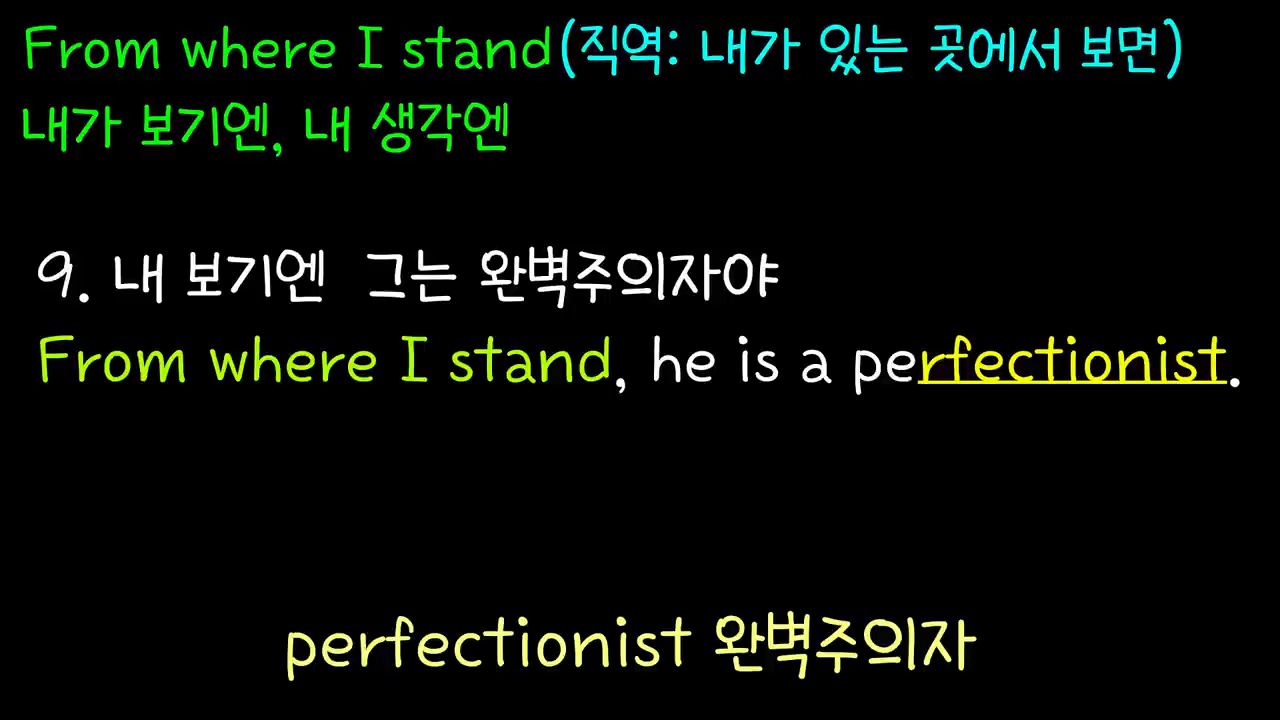 From where I stand(직역: 내가 있는 곳에서 보면)
내가 보기엔, 내 생각엔
9. 내 보기엔 그는 완벽주의자야
From where I stand, he is a perfectionist.
perfectionist 완벽주의자